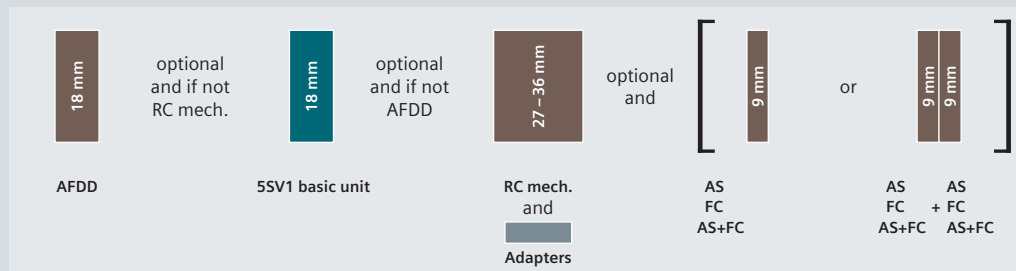 18 mm
optional
and if not
RC mech.
18 mm
optional
and if not
AFDD
27 – 36 mm
optional
and
9 mm
or
9 mm
9 mm
AFDD
5SV1 basic unit
RC mech.
and
Adapters
AS
FC
AS+FC
AS AS
FC + FC
AS+FC AS+FC